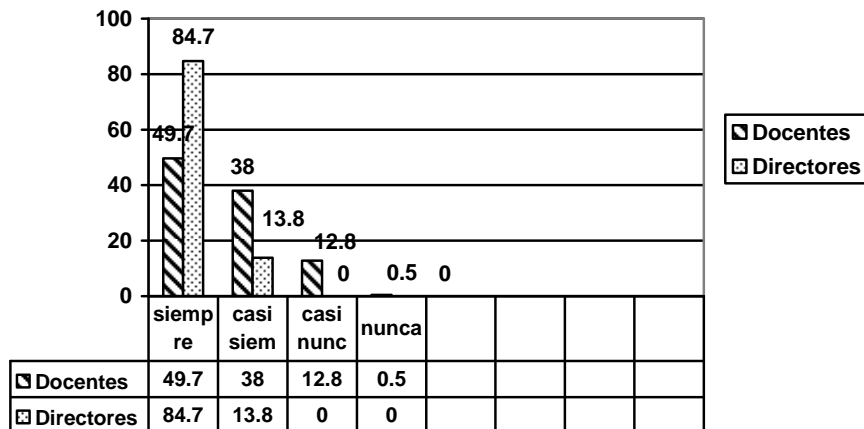 100
84.7
80
60
49.7
38
40
13.8
12.8
20
0
0.5
0
0
siemp
re
casi
siem
casi
nunc
nunca
Docentes
Directores
Docentes 49.7 38 12.8 0.5
Directores 84.7 13.8 0 0